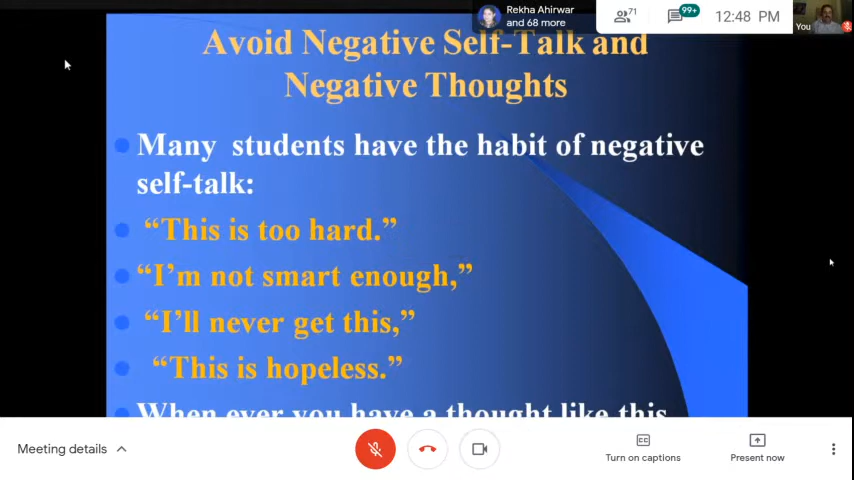 Rekha Ahirwar
and 68 more
71
99+
12:48 PM
You
Avoid Negative Self-Talk and
Negative Thoughts
Many students have the habit of negative
self-talk:
“This is too hard.”
“I’m not smart enough,”
“I’ll never get this,”
“This is hopeless.”
When ever you have a thought like this
Meeting details
Turn on captions
Present now